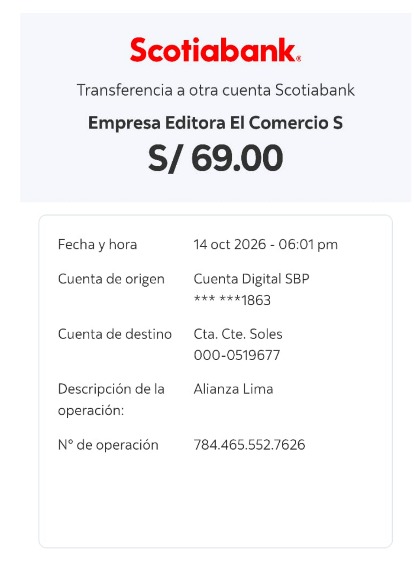 Scotiabank®
Transferencia a otra cuenta Scotiabank
Empresa Editora El Comercio S
S/ 69.00
Fecha y hora 14 oct 2026 - 06:01 pm
Cuenta de origen Cuenta Digital SBP
*** ***1863
Cuenta de destino Cta. Cte. Soles
000-0519677
Descripción de la Alianza Lima
operación:
N° de operación 784.465.552.7626